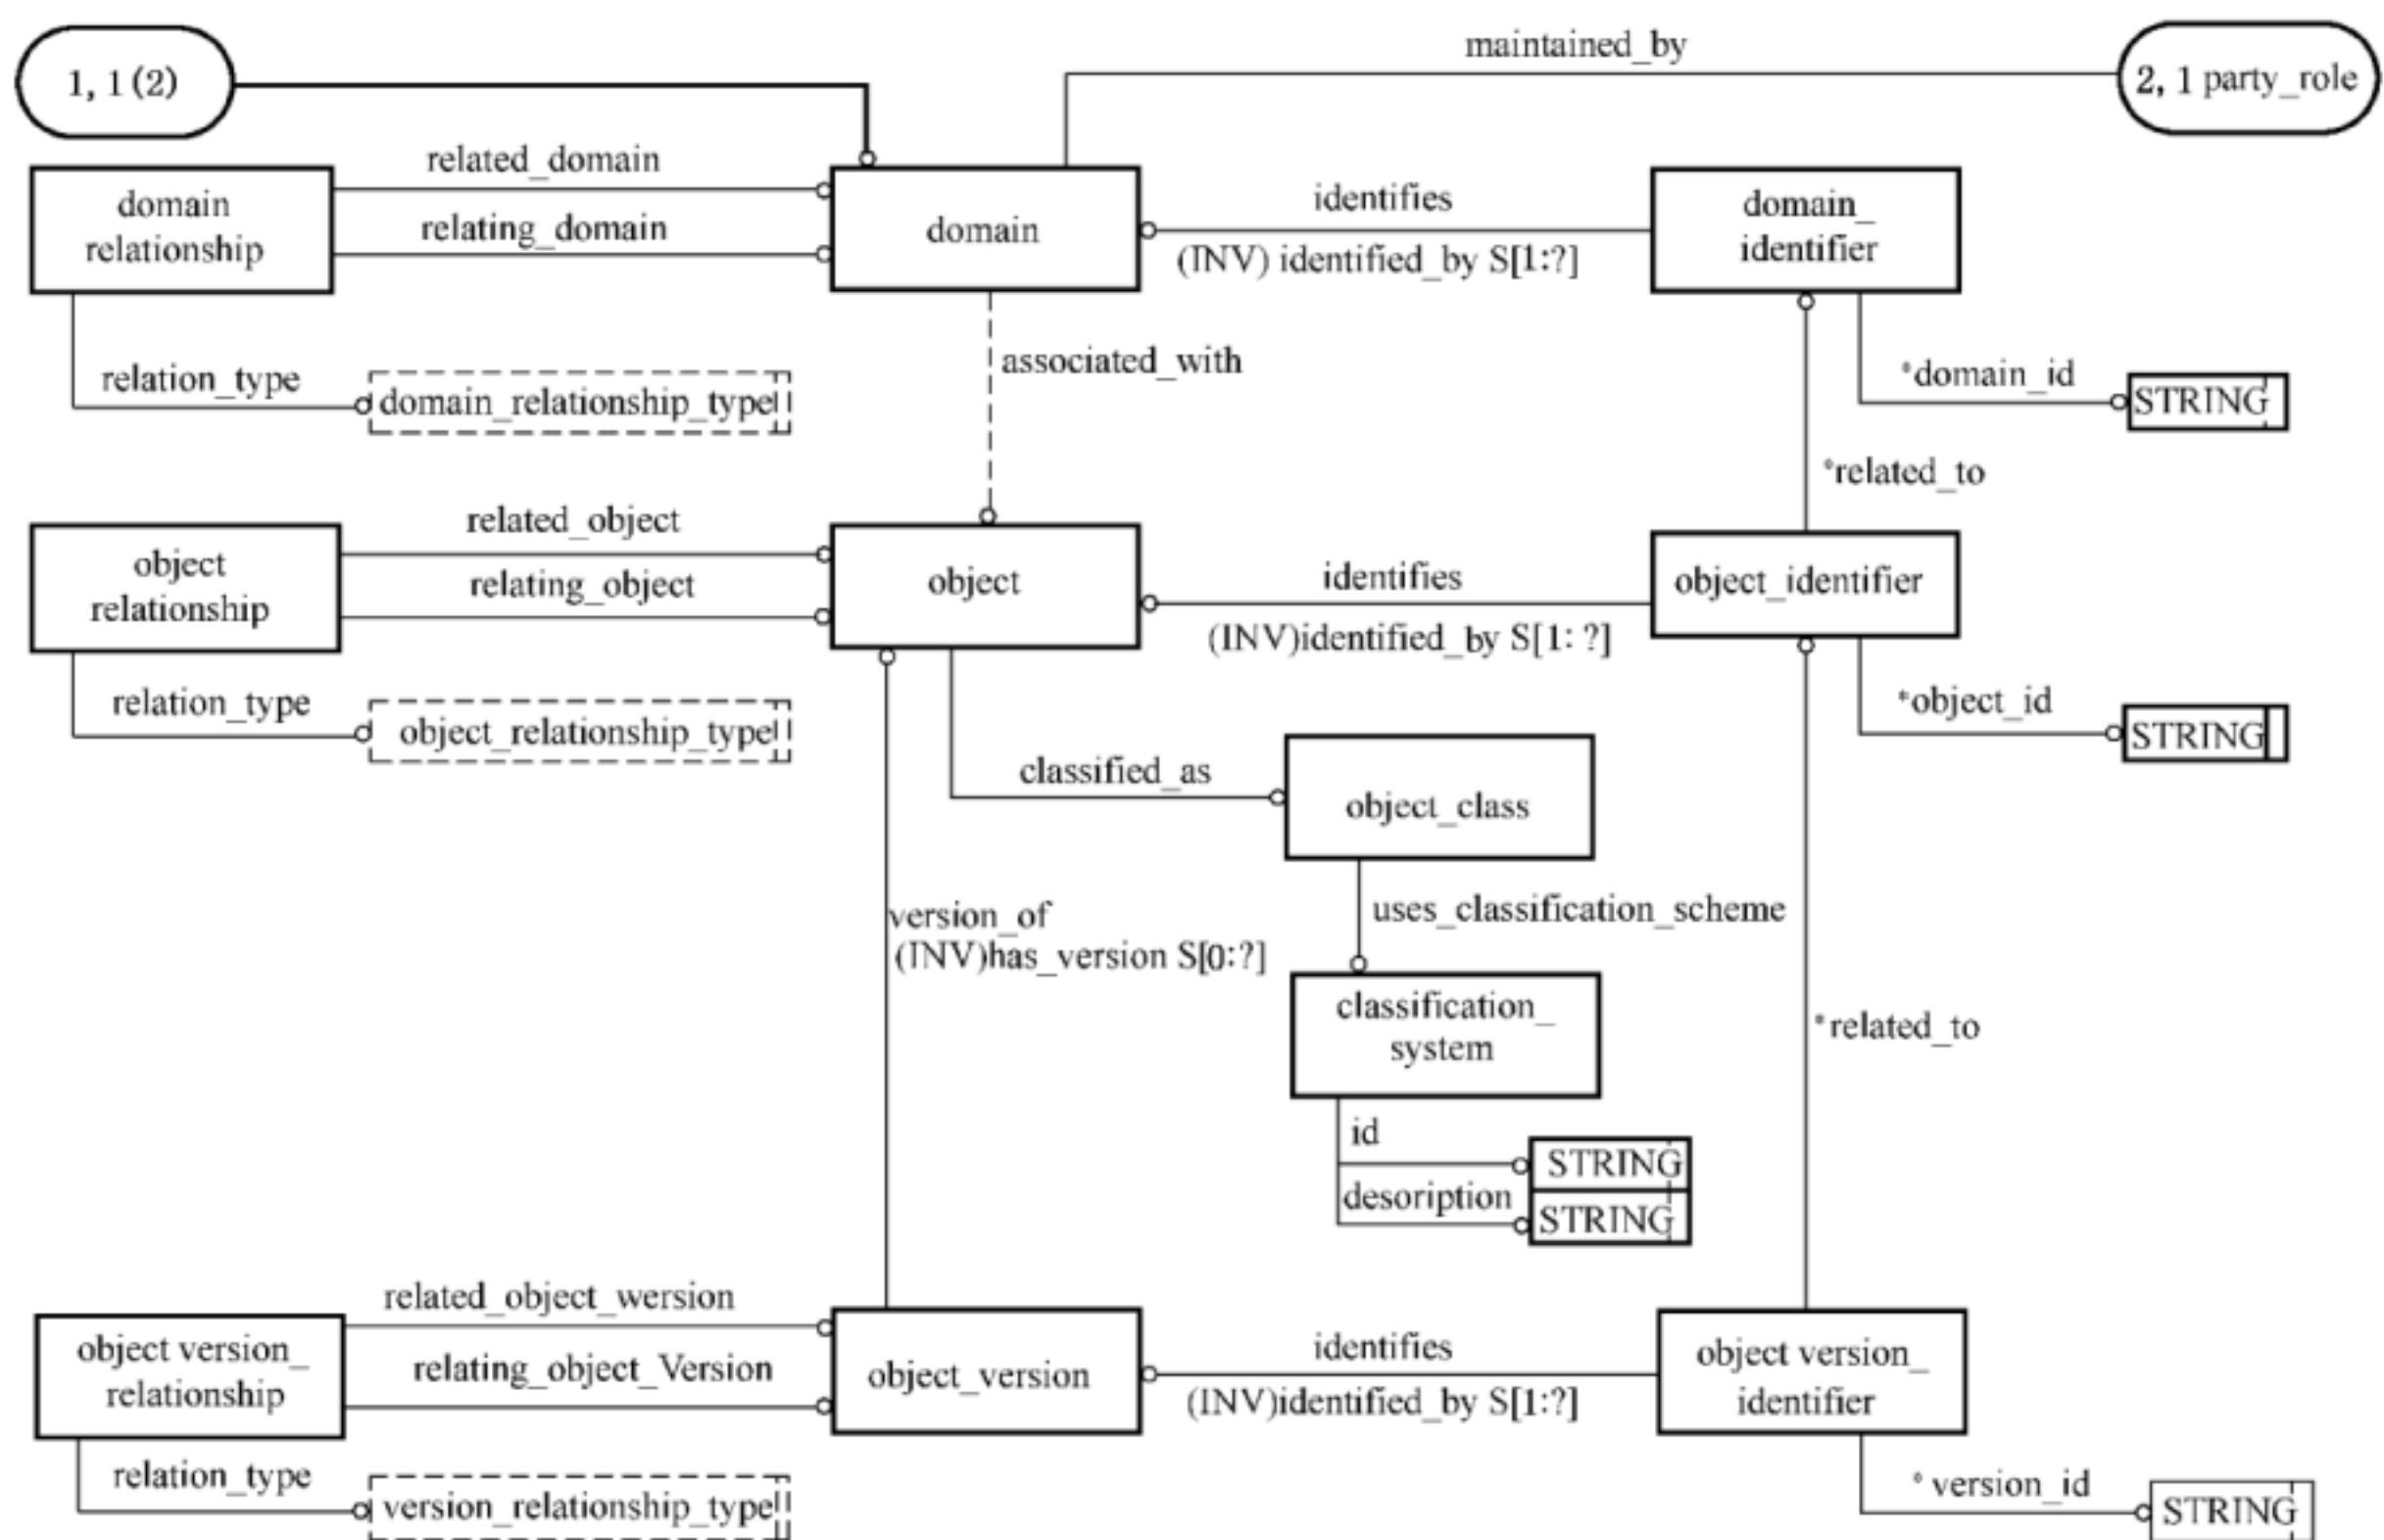 maintained_by
1, 1 (2)
2, 1 party_role
related_domain
domain
relationship
relating_domain
domain
identifies
(INV) identified_by S[1:?]
domain_
identifier
associated_with
relation_type
domain_relationship_type
*domain_id
STRING
*related_to
related_object
object
relationship
relating_object
object
identifies
(INV)identified_by S[1: ?]
object_identifier
relation_type
object_relationship_type
*object_id
STRING
classified_as
object_class
version_of
(INV)has_version S[0:?]
uses_classification_scheme
classification_
system
*related_to
id
STRING
desoription
STRING
related_object_wersion
object version_
relationship
relating_object_Version
object_version
identifies
(INV)identified_by S[1:?]
object version_
identifier
relation_type
version_relationship_type
* version_id
STRING